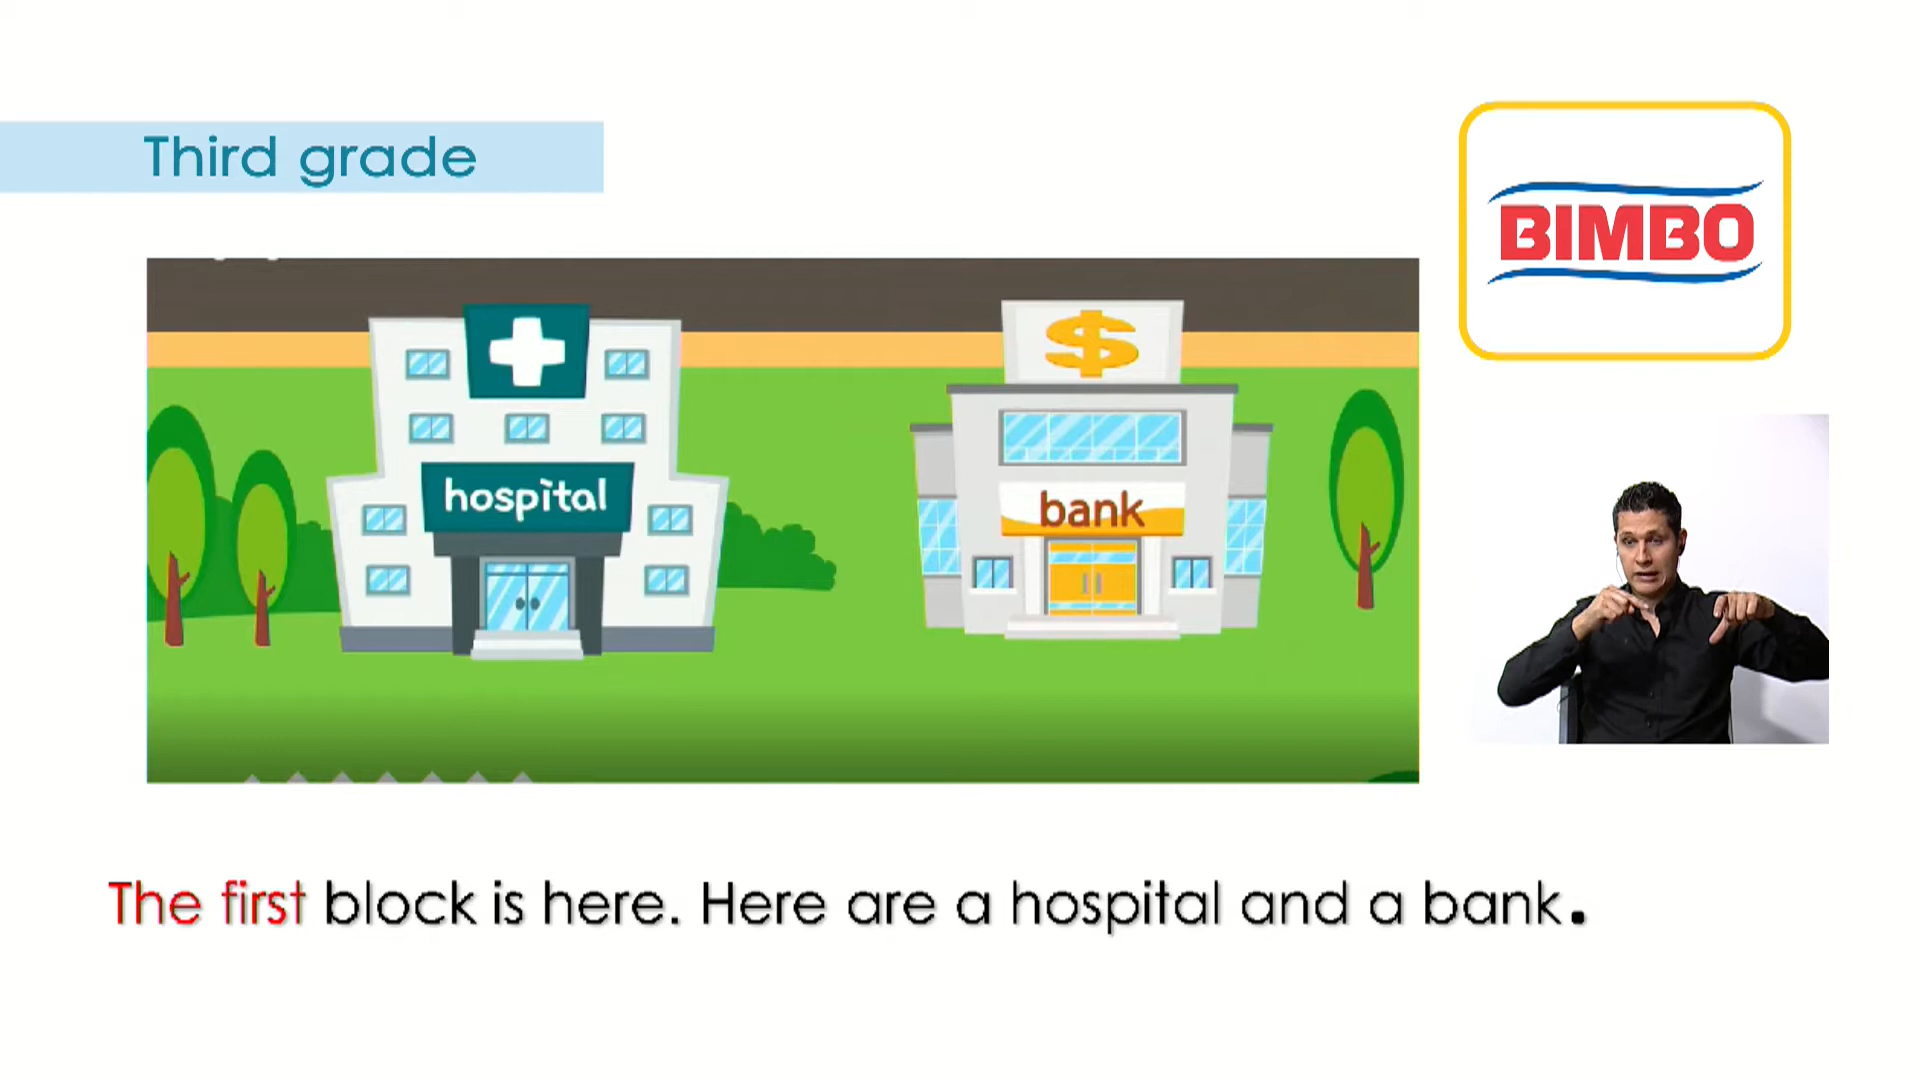 Third grade
BIMBO
$
hospital
bank
The first block is here. Here are a hospital and a bank.